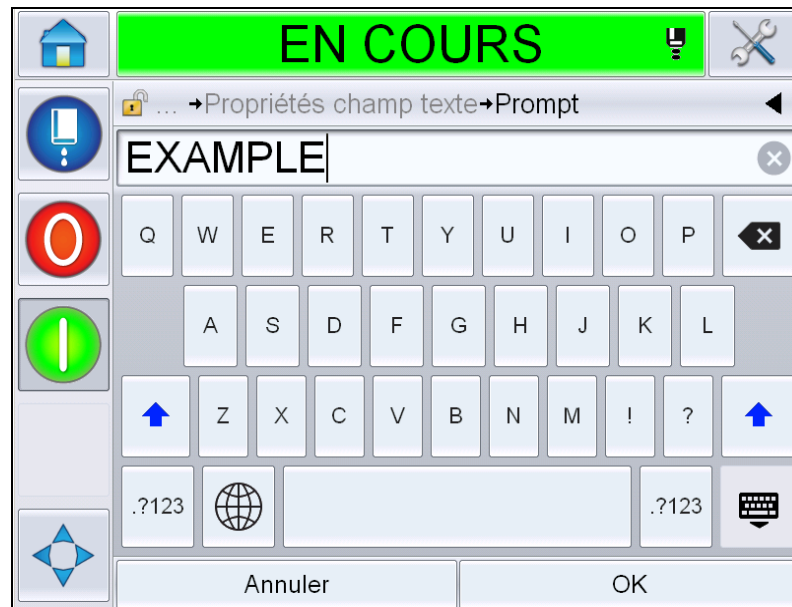 EN COURS
... →Propriétés champ texte→Prompt
EXAMPLE
Q W E R T Y U I O P
A S D F G H J K L
Z X C V B N M ! ?
.?123 .?123
Annuler OK